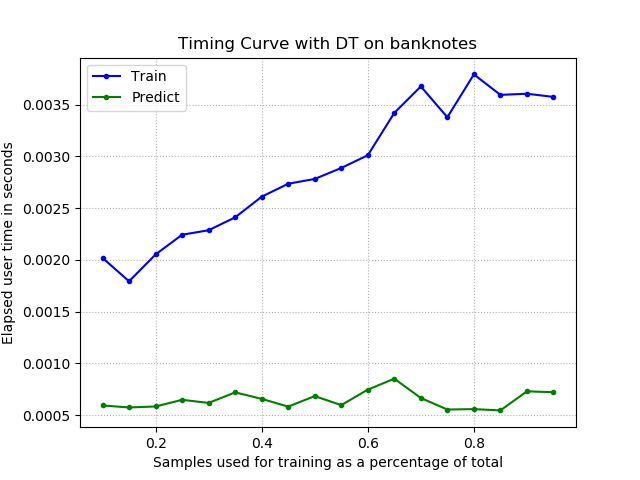 Timing Curve with DT on banknotes
Train
Predict
Elapsed user time in seconds
0.0035
0.0030
0.0025
0.0020
0.0015
0.0010
0.0005
0.2 0.4 0.6 0.8
Samples used for training as a percentage of total